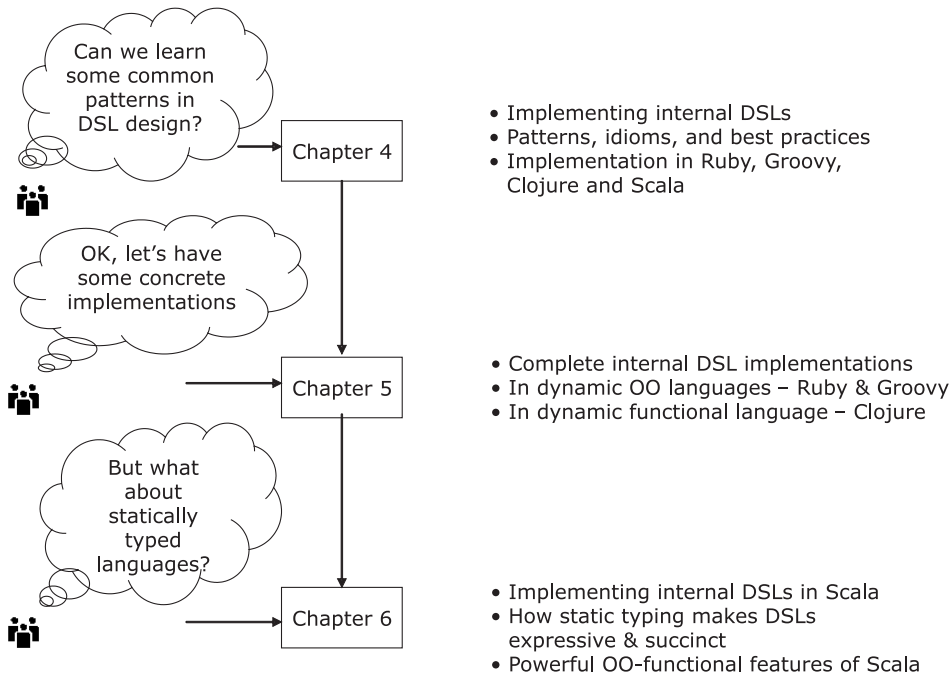 Can we learn
some common
patterns in
DSL design?
Chapter 4
• Implementing internal DSLs
• Patterns, idioms, and best practices
• Implementation in Ruby, Groovy,
Clojure and Scala
OK, let's have
some concrete
implementations
Chapter 5
• Complete internal DSL implementations
• In dynamic OO languages – Ruby & Groovy
• In dynamic functional language – Clojure
But what
about
statically
typed
languages?
Chapter 6
• Implementing internal DSLs in Scala
• How static typing makes DSLs
expressive & succinct
• Powerful OO-functional features of Scala